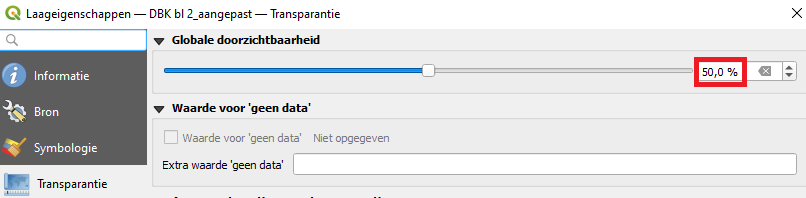 Laageigenschappen — DBK bl 2_aangepast — Transparantie
Globale doorzichtbaarheid
50,0 %
Informatie
Bron
Symbologie
Transparantie
Waarde voor 'geen data'
Waarde voor 'geen data' Niet opgegeven
Extra waarde 'geen data'